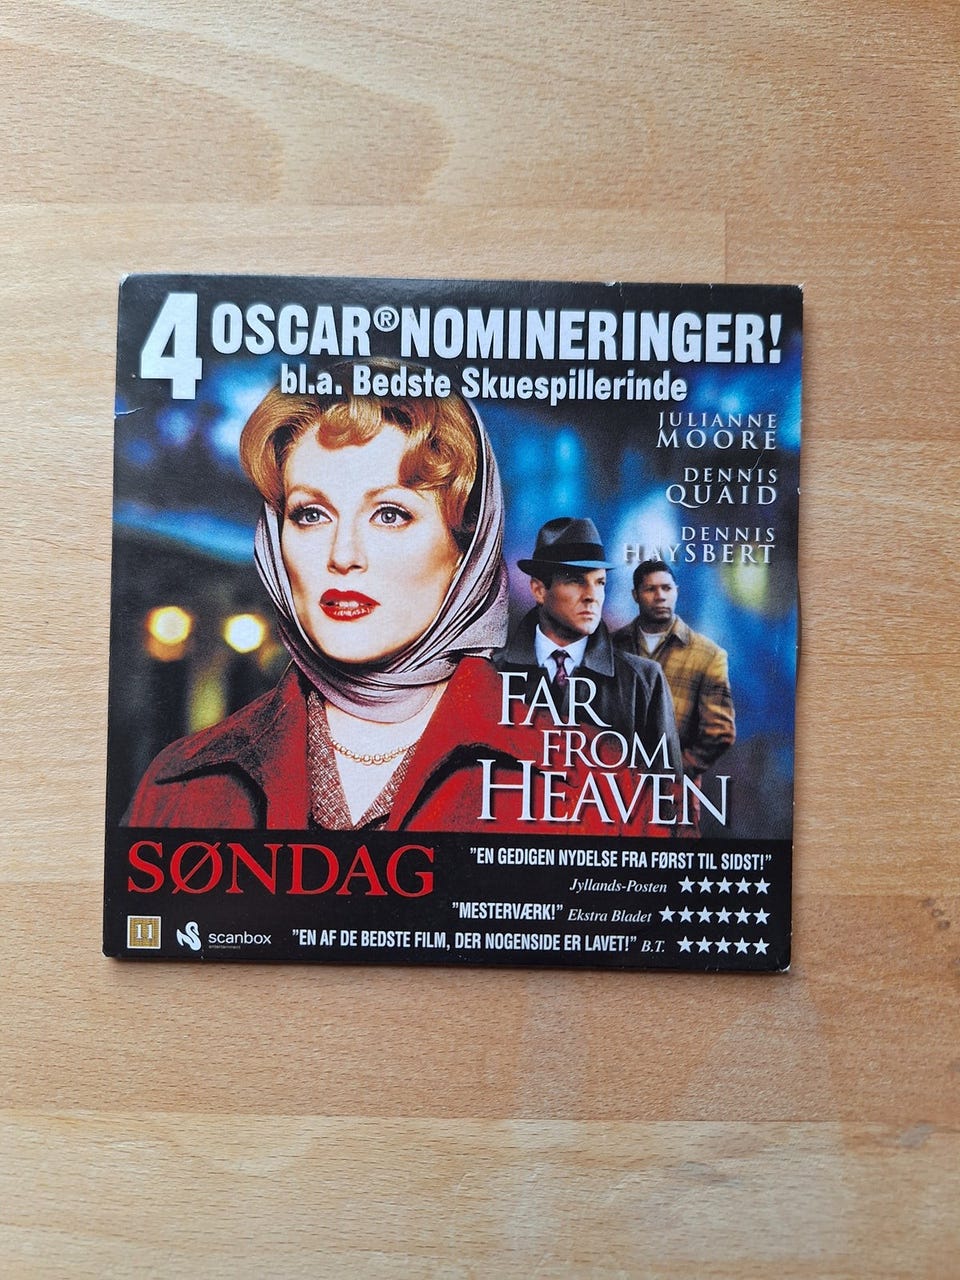 4 OSCAR® NOMINERINGER!
bl.a. Bedste Skuespillerinde
JULIANNE
MOORE
DENNIS
QUAID
DENNIS
HAYSBERT
FAR
FROM
HEAVEN
SØNDAG
"EN GEDIGEN NYDELSE FRA FØRST TIL SIDST!"
Jyllands-Posten ★★★★★
"MESTERVÆRK!" Ekstra Bladet ★★★★★★
"EN AF DE BEDSTE FILM, DER NOGENSIDE ER LAVET!" B.T. ★★★★★
11
scanbox
entertainment